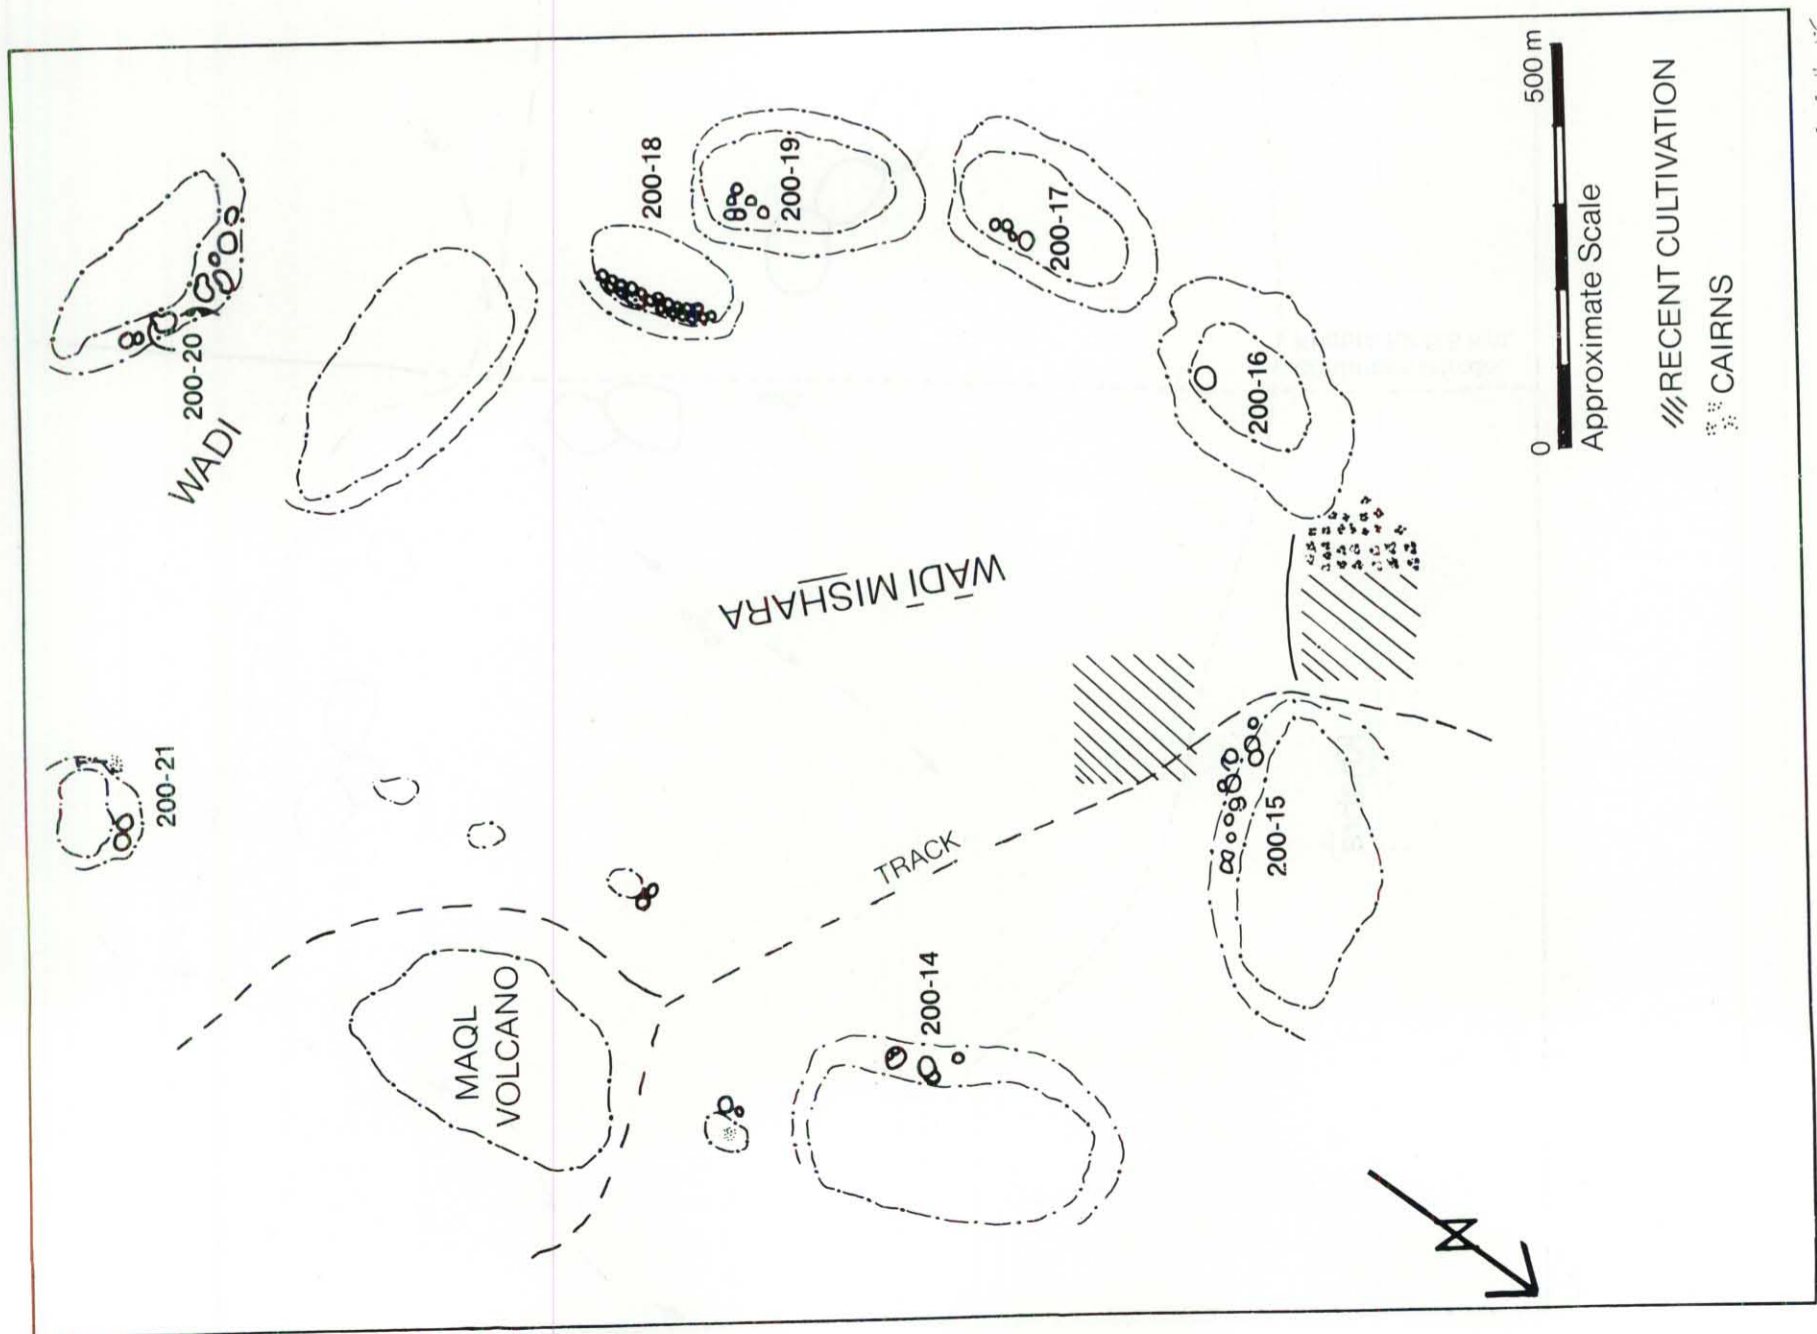 200-18
200-19
200-17
200-20
WADI
200-16
WĀDĪ MISHARA
200-21
TRACK
200-15
MAQL
VOLCANO
200-14
0
500 m
Approximate Scale
RECENT CULTIVATION
CAIRNS